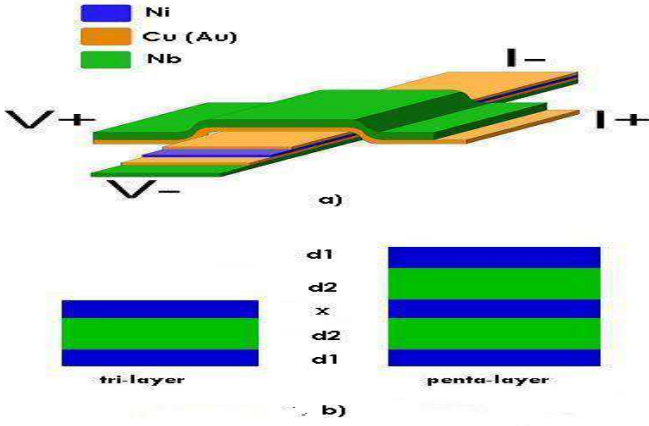 Ni
Cu (Au)
Nb
I-
V+
I+
V-
a)
d1
d2
x
d2
d1
tri-layer
penta-layer
b)